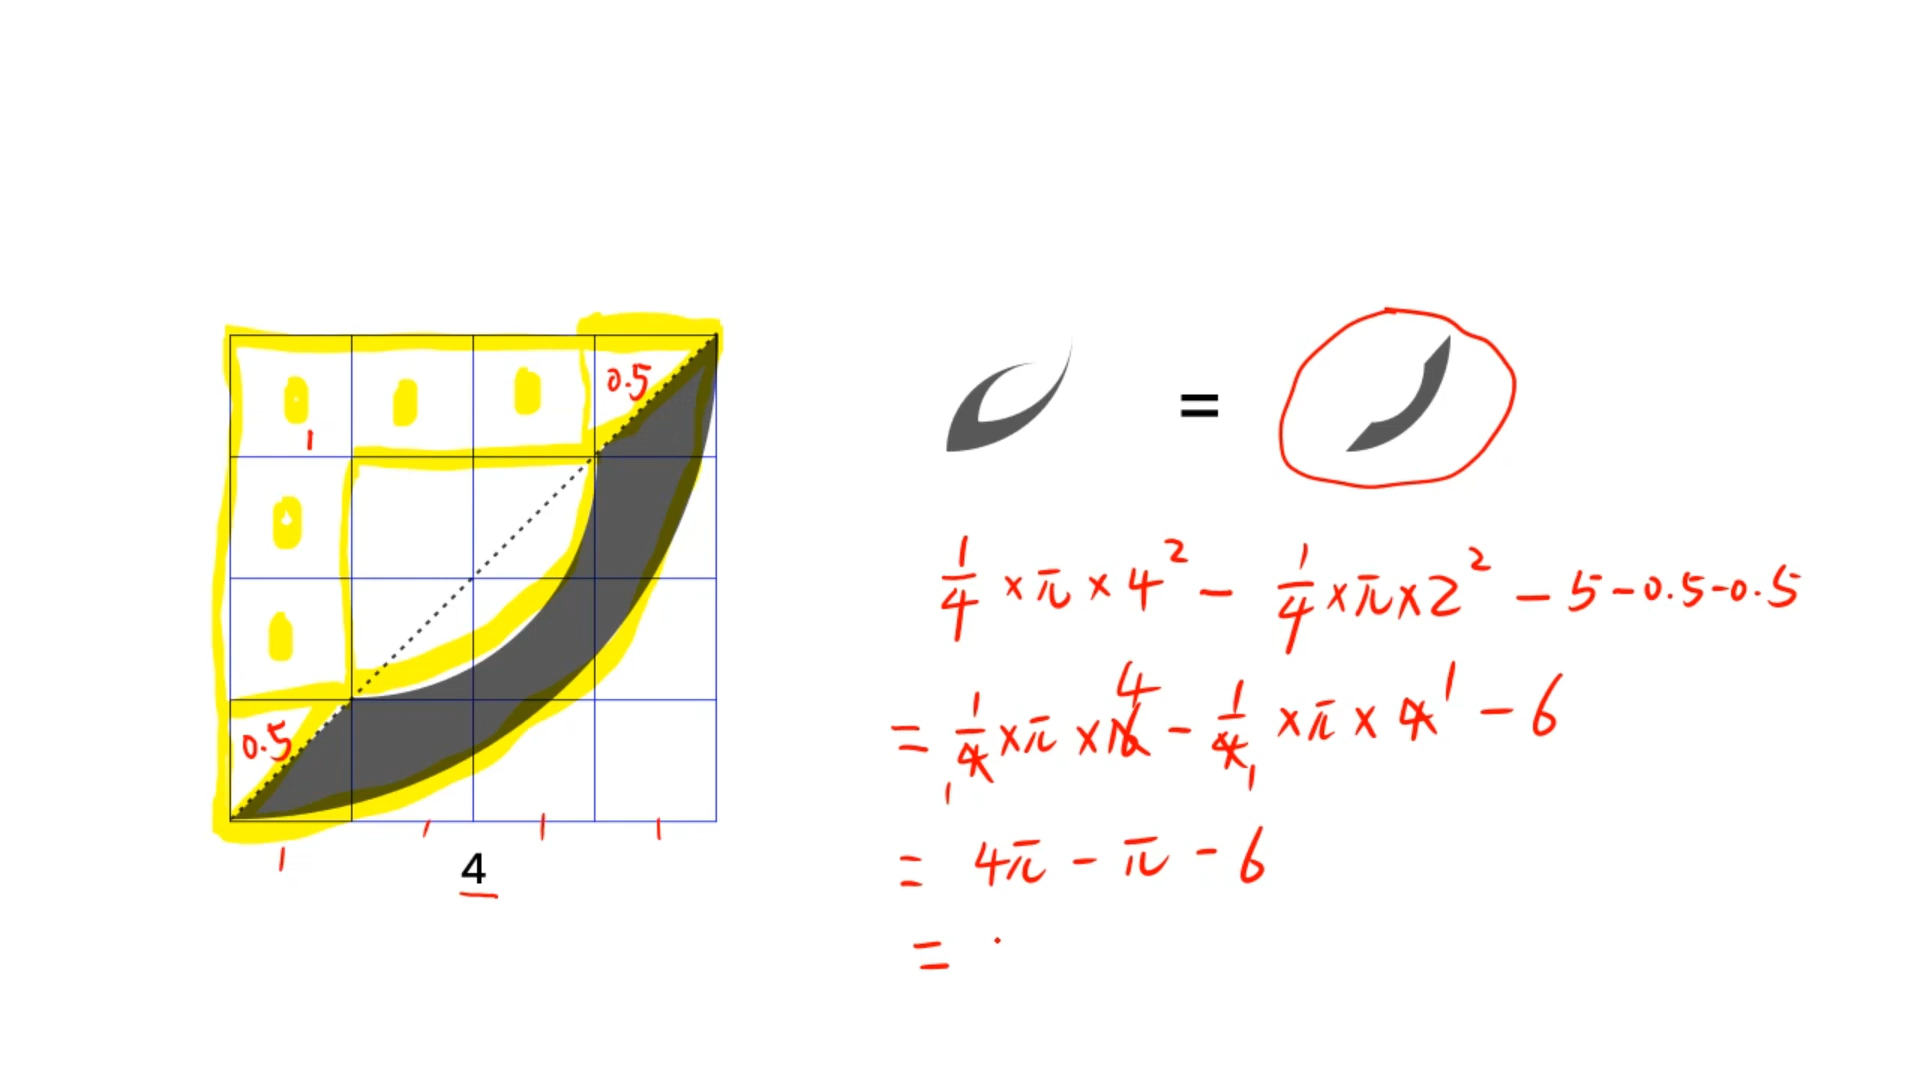 0.5
1
0.5
1 4
=
1/4 × π × 4² - 1/4 × π × 2² - 5 - 0.5 - 0.5
= 1/4 × π × 16 4 - 1/4 × π × 4 1 - 6
1 1
= 4π - π - 6
=